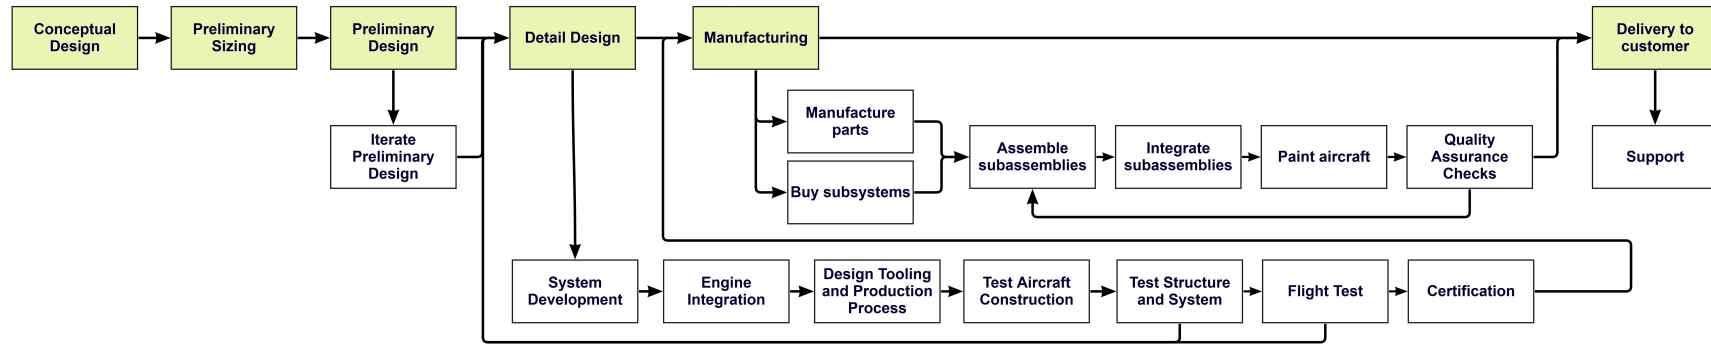 Conceptual
Design
Preliminary
Sizing
Preliminary
Design
Detail Design
Manufacturing
Delivery to
customer
Iterate
Preliminary
Design
Manufacture
parts
Buy subsystems
Assemble
subassemblies
Integrate
subassemblies
Paint aircraft
Quality
Assurance
Checks
Support
System
Development
Engine
Integration
Design Tooling
and Production
Process
Test Aircraft
Construction
Test Structure
and System
Flight Test
Certification